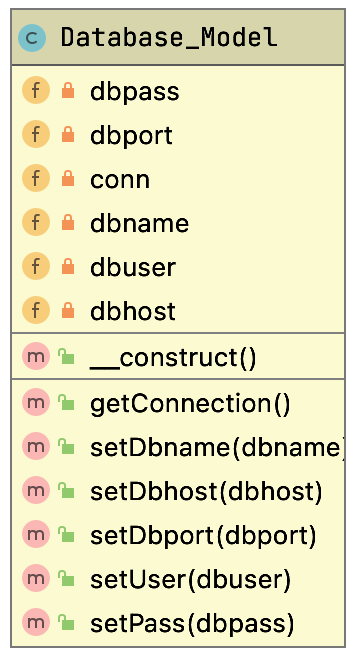 c Database_Model
f dbpass
f dbport
f conn
f dbname
f dbuser
f dbhost
m __construct()
m getConnection()
m setDbname(dbname)
m setDbhost(dbhost)
m setDbport(dbport)
m setUser(dbuser)
m setPass(dbpass)